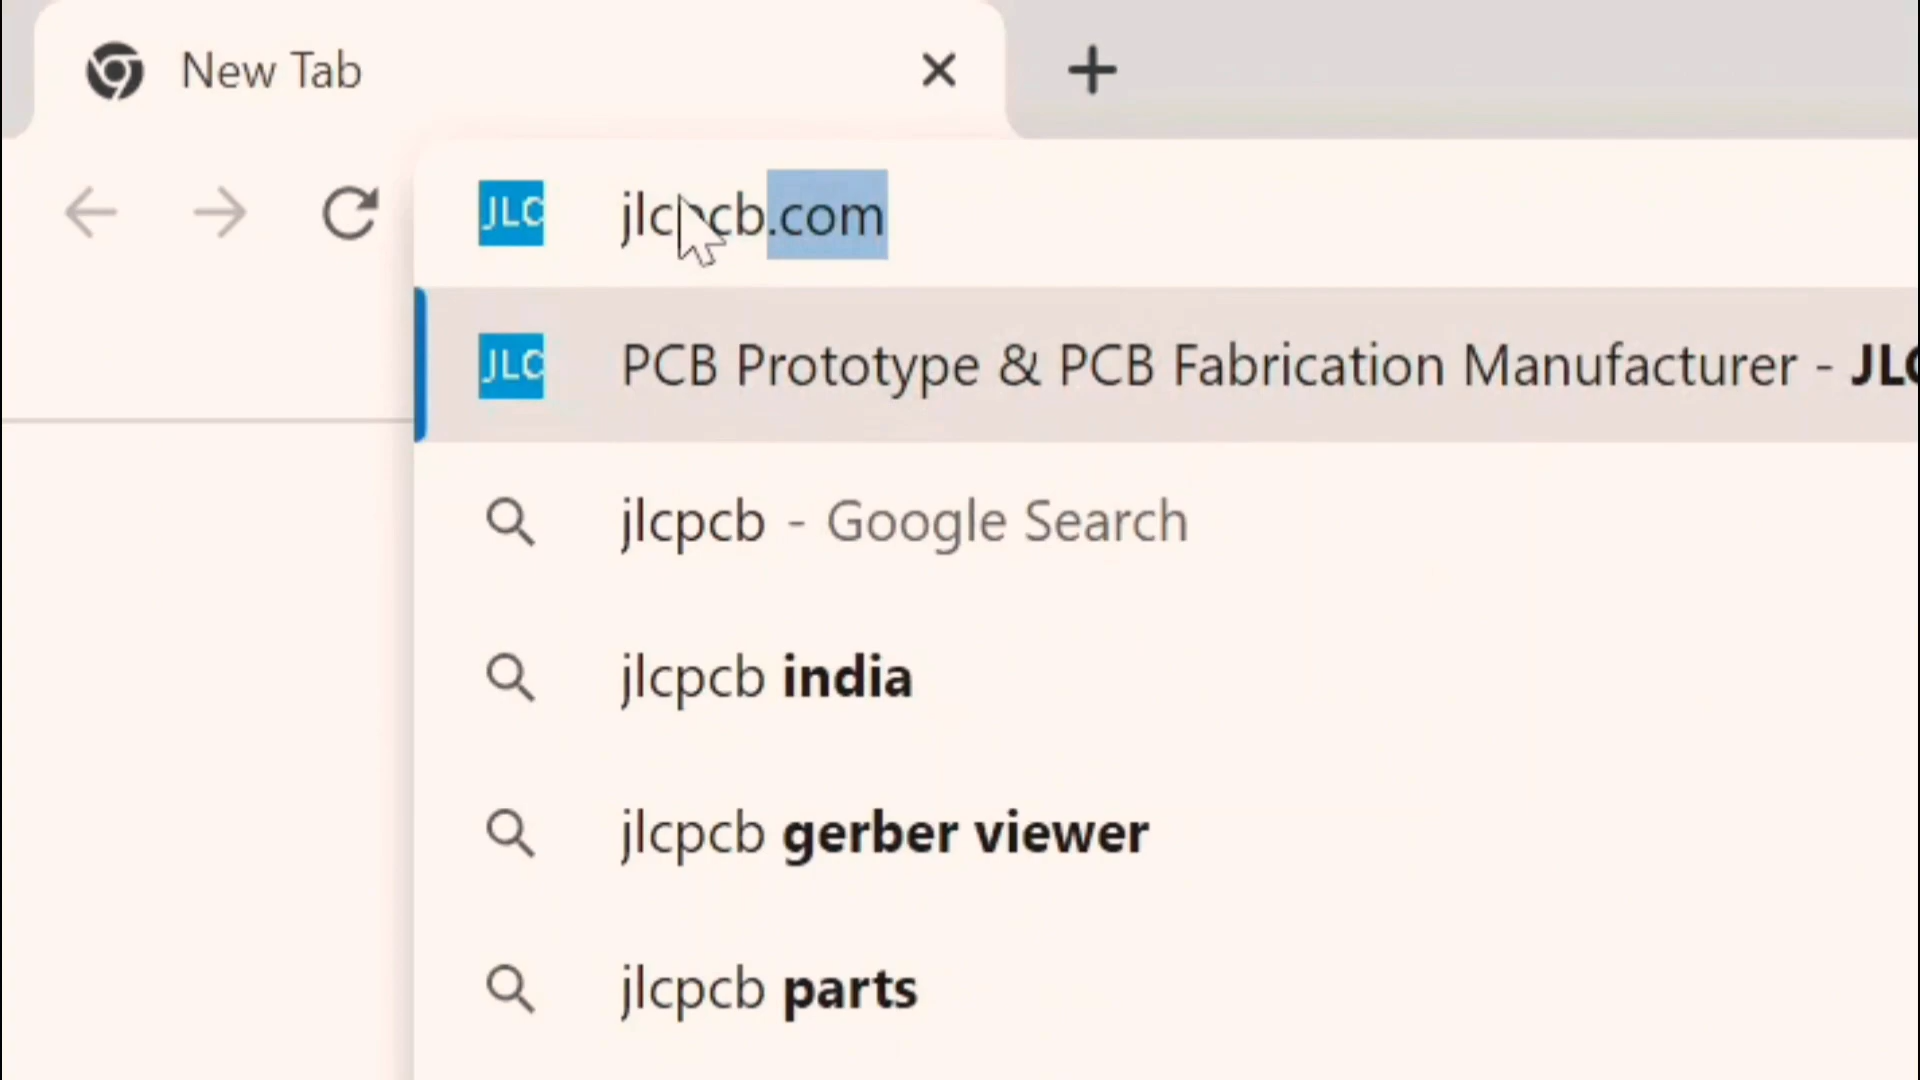 New Tab
JLC jlcpcb.com
JLC PCB Prototype & PCB Fabrication Manufacturer - JLC
jlcpcb - Google Search
jlcpcb india
jlcpcb gerber viewer
jlcpcb parts